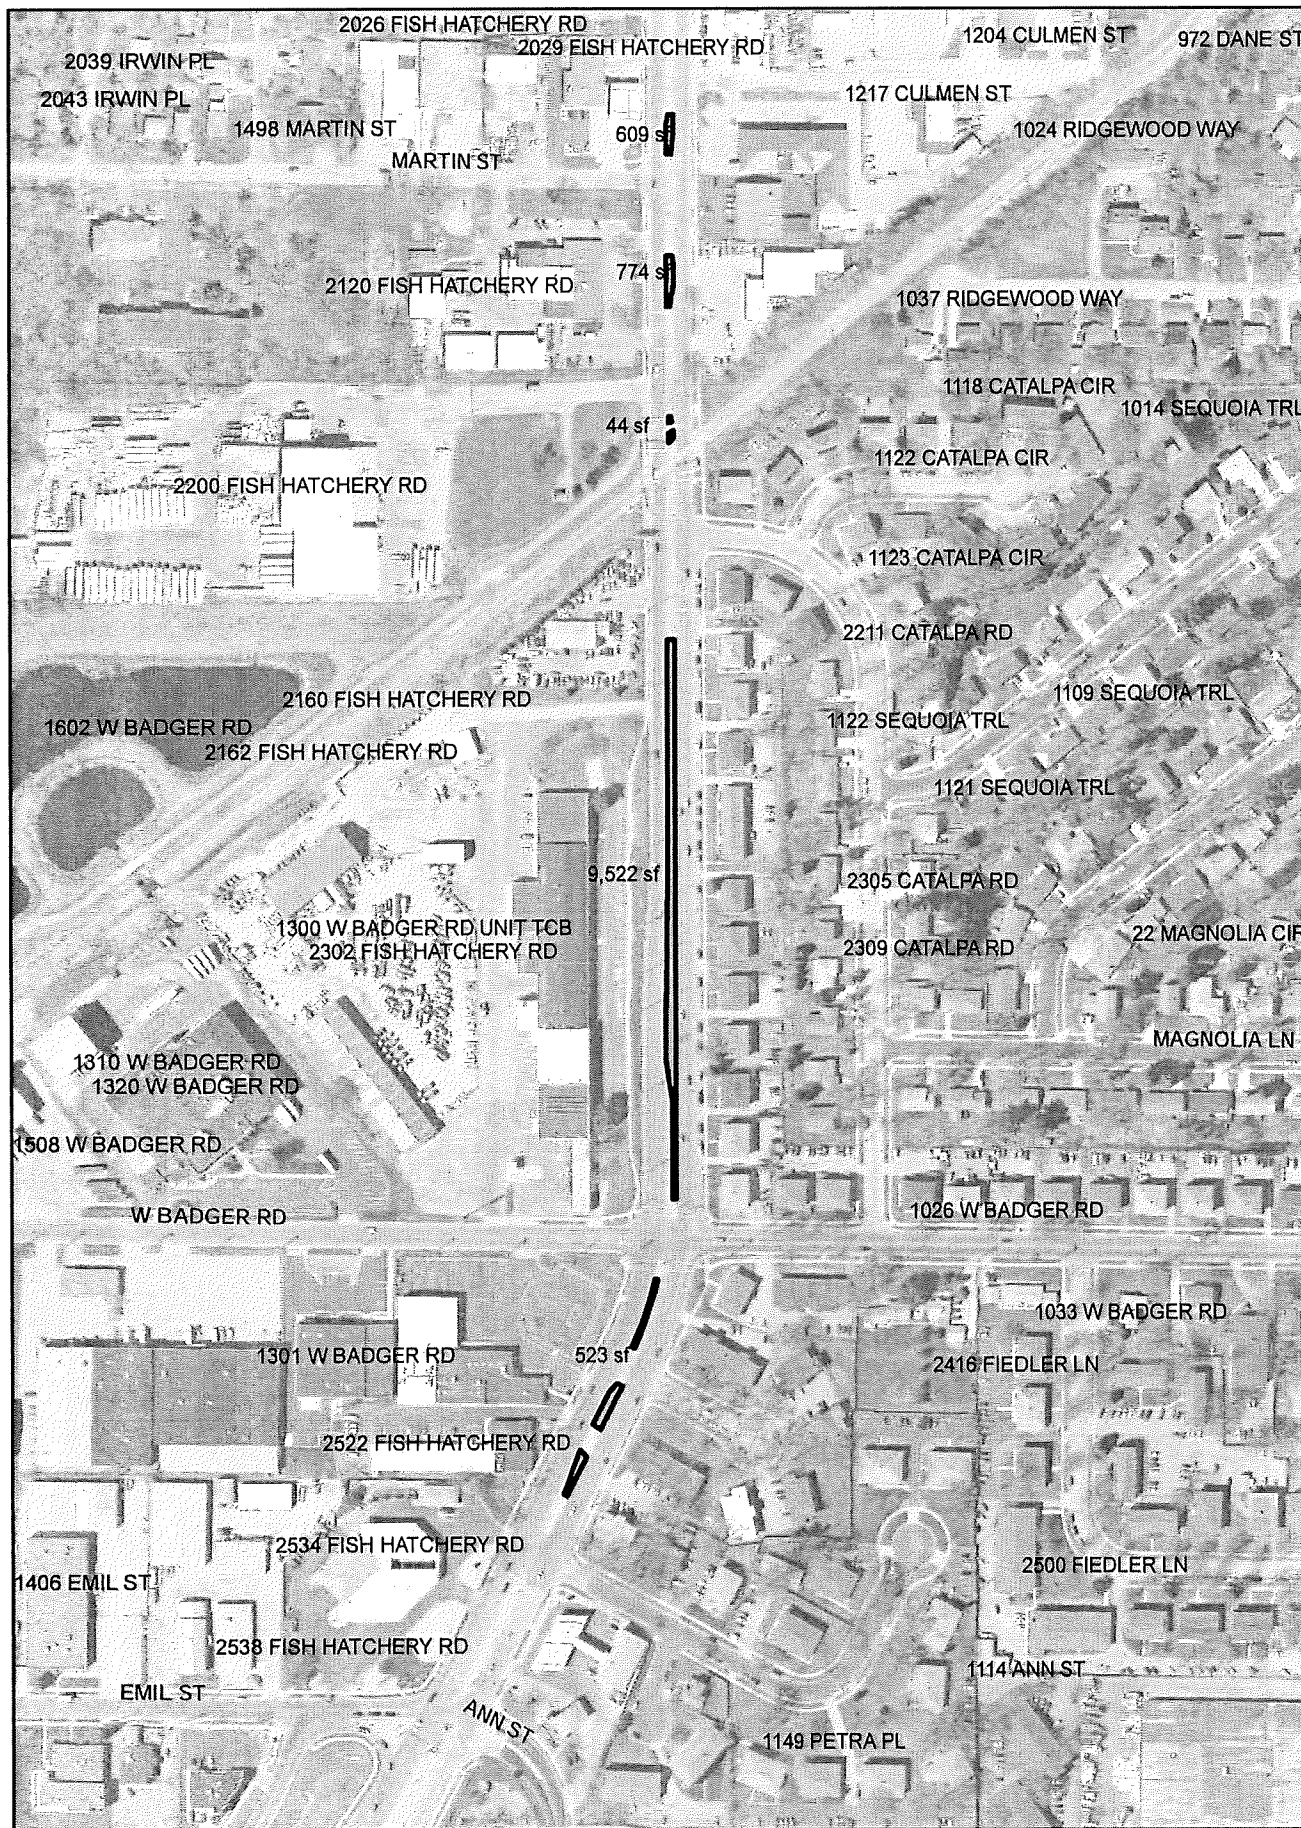 2026 FISH HATCHERY RD
2029 FISH HATCHERY RD
1204 CULMEN ST
972 DANE ST
2039 IRWIN PL
2043 IRWIN PL
1217 CULMEN ST
1498 MARTIN ST
609 sf
1024 RIDGEWOOD WAY
MARTIN ST
774 sf
2120 FISH HATCHERY RD
1037 RIDGEWOOD WAY
1118 CATALPA CIR
1014 SEQUOIA TRL
44 sf
1122 CATALPA CIR
2200 FISH HATCHERY RD
1123 CATALPA CIR
2211 CATALPA RD
2160 FISH HATCHERY RD
1109 SEQUOIA TRL
1602 W BADGER RD
1122 SEQUOIA TRL
2162 FISH HATCHERY RD
1121 SEQUOIA TRL
9,522 sf
2305 CATALPA RD
1300 W BADGER RD UNIT TCB
2302 FISH HATCHERY RD
2309 CATALPA RD
22 MAGNOLIA CIR
MAGNOLIA LN
1310 W BADGER RD
1320 W BADGER RD
1508 W BADGER RD
W BADGER RD
1026 W BADGER RD
1033 W BADGER RD
1301 W BADGER RD
523 sf
2416 FIEDLER LN
2522 FISH HATCHERY RD
2534 FISH HATCHERY RD
1406 EMIL ST
2500 FIEDLER LN
2538 FISH HATCHERY RD
1114 ANN ST
EMIL ST
ANN ST
1149 PETRA PL